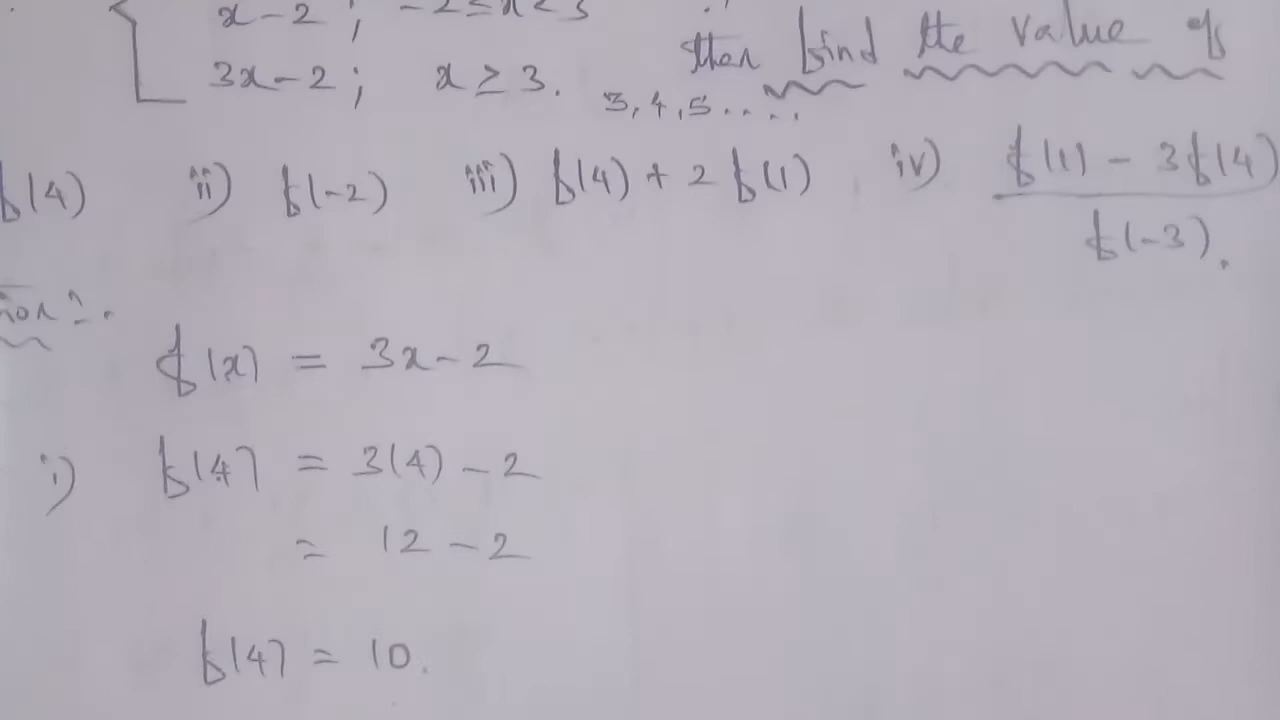 x-2 ; -2≤x<3
3x-2 ; x ≥ 3. then find the value of
3,4,5.....
f(4) ii) f(-2) iii) f(4) + 2 f(1) iv) f(1) - 3f(4)
f(-3).
f(x) = 3x-2
i) f(4) = 3(4) - 2
= 12 - 2
f(4) = 10.